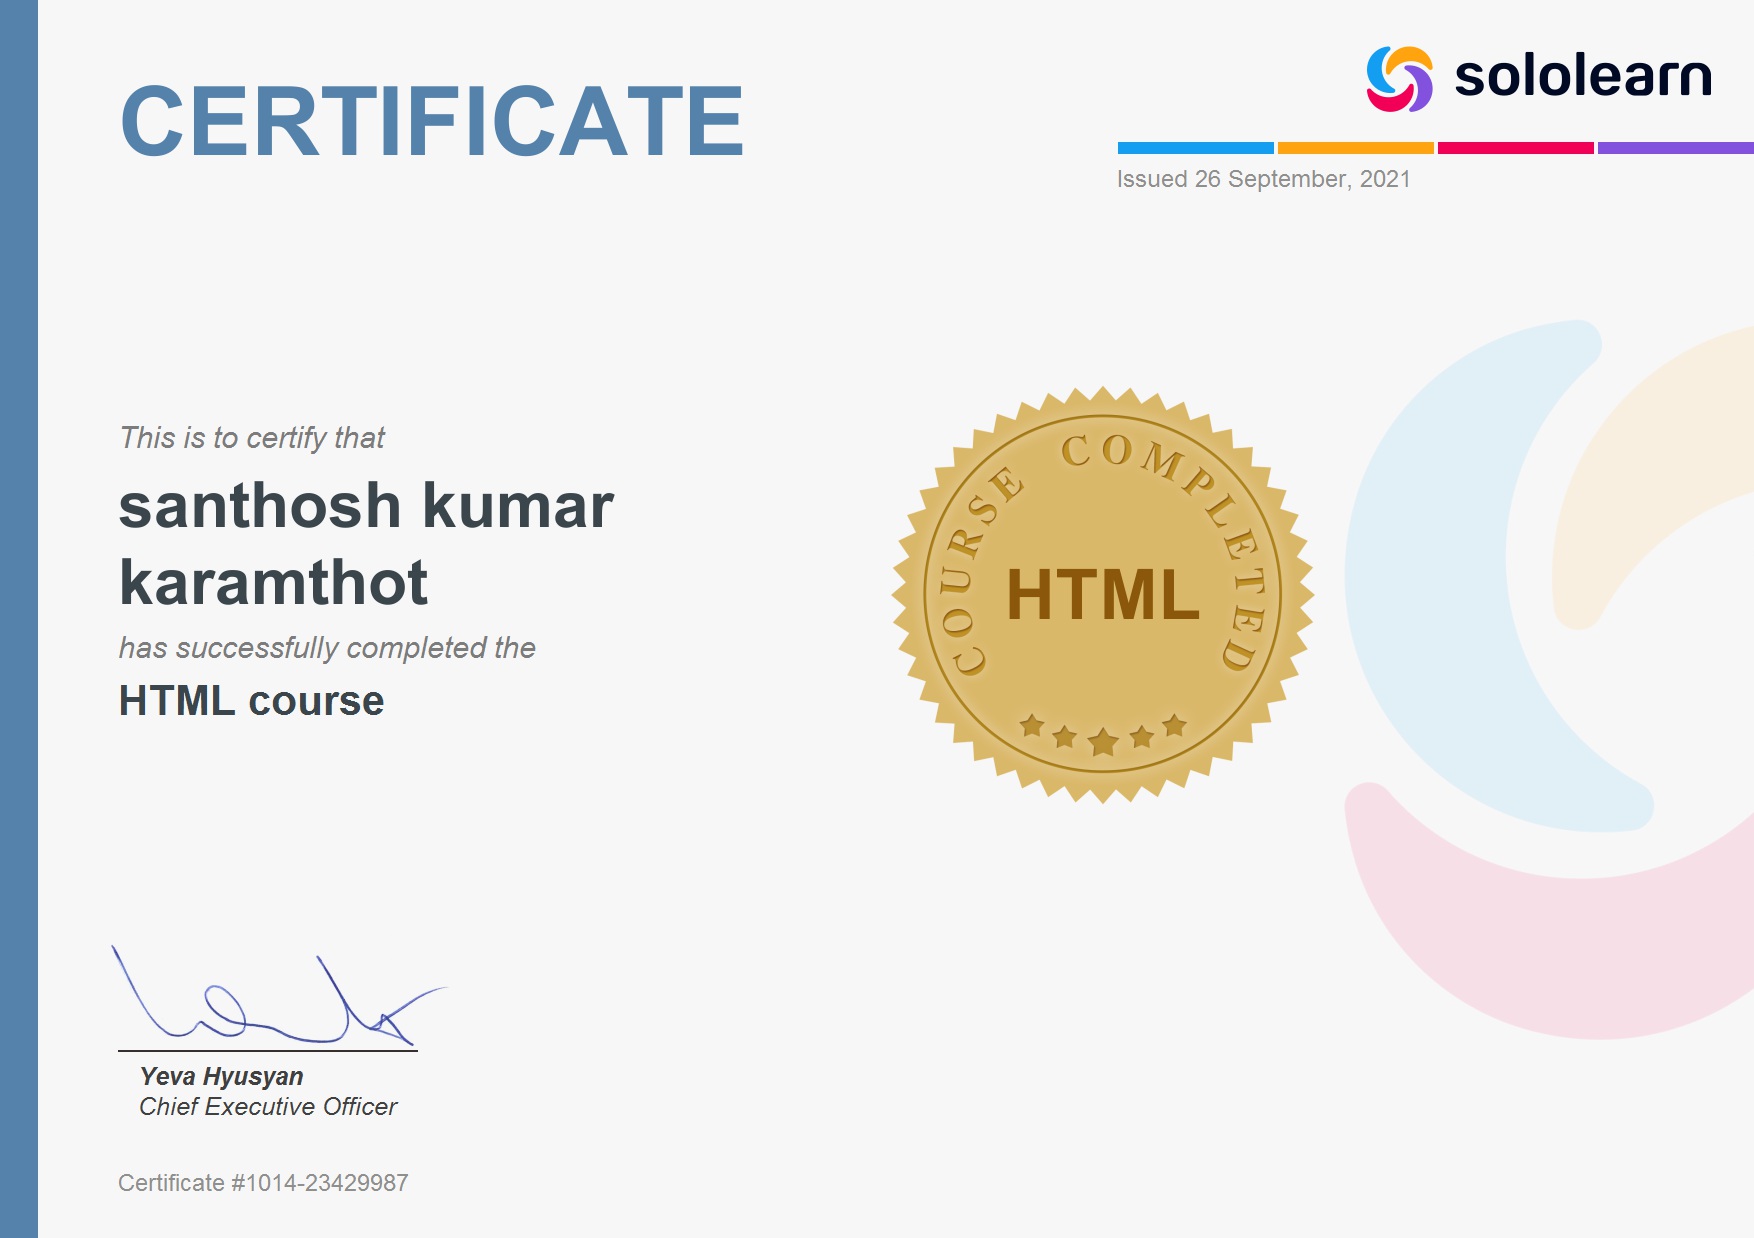 CERTIFICATE
sololearn
Issued 26 September, 2021
This is to certify that
santhosh kumar
karamthot
has successfully completed the
HTML course
COURSE COMPLETED
HTML
Yeva Hyusyan
Chief Executive Officer
Certificate #1014-23429987